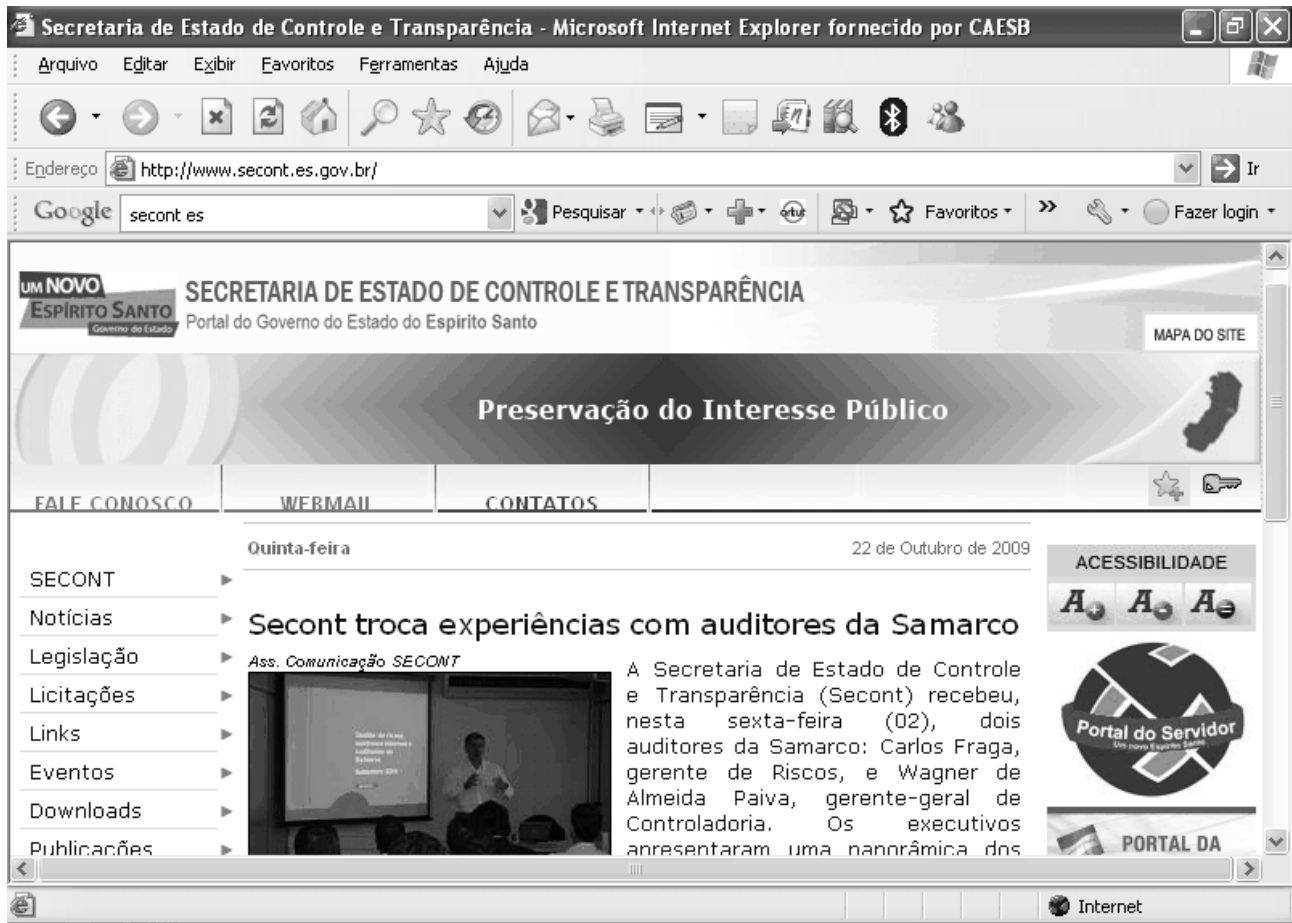 Secretaria de Estado de Controle e Transparência - Microsoft Internet Explorer fornecido por CAESB
Arquivo Editar Exibir Favoritos Ferramentas Ajuda
Endereço http://www.secont.es.gov.br/ Ir
Google secont es Pesquisar Favoritos Fazer login
UM NOVO
ESPÍRITO SANTO
Governo do Estado
SECRETARIA DE ESTADO DE CONTROLE E TRANSPARÊNCIA
Portal do Governo do Estado do Espírito Santo
MAPA DO SITE
Preservação do Interesse Público
FALE CONOSCO WEBMAIL CONTATOS
Quinta-feira 22 de Outubro de 2009
SECONT
Notícias
Legislação
Licitações
Links
Eventos
Downloads
Publicações
Secont troca experiências com auditores da Samarco
Ass. Comunicação SECONT
A Secretaria de Estado de Controle
e Transparência (Secont) recebeu,
nesta sexta-feira (02), dois
auditores da Samarco: Carlos Fraga,
gerente de Riscos, e Wagner de
Almeida Paiva, gerente-geral de
Controladoria. Os executivos
apresentaram uma panorâmica dos
ACESSIBILIDADE
A+ A- A=
Portal do Servidor
Um novo Espírito Santo
PORTAL DA
Internet